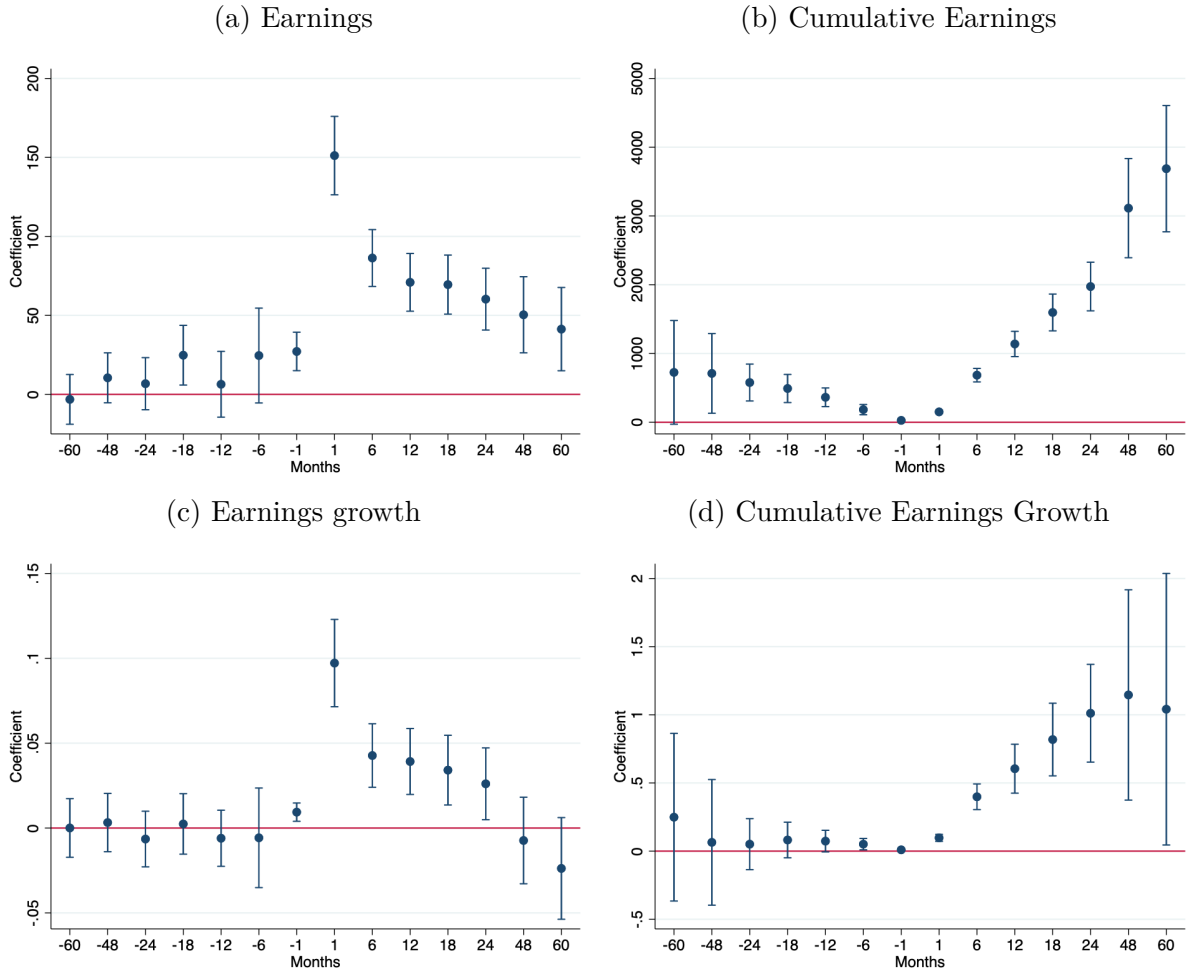 (a) Earnings
(b) Cumulative Earnings
200
150
100
50
0
Coefficient
-60 -48 -24 -18 -12 -6 -1 1 6 12 18 24 48 60
Months
5000
4000
3000
2000
1000
0
Coefficient
-60 -48 -24 -18 -12 -6 -1 1 6 12 18 24 48 60
Months
(c) Earnings growth
(d) Cumulative Earnings Growth
.15
.1
.05
0
-.05
Coefficient
-60 -48 -24 -18 -12 -6 -1 1 6 12 18 24 48 60
Months
2
1.5
1
.5
0
-.5
Coefficient
-60 -48 -24 -18 -12 -6 -1 1 6 12 18 24 48 60
Months